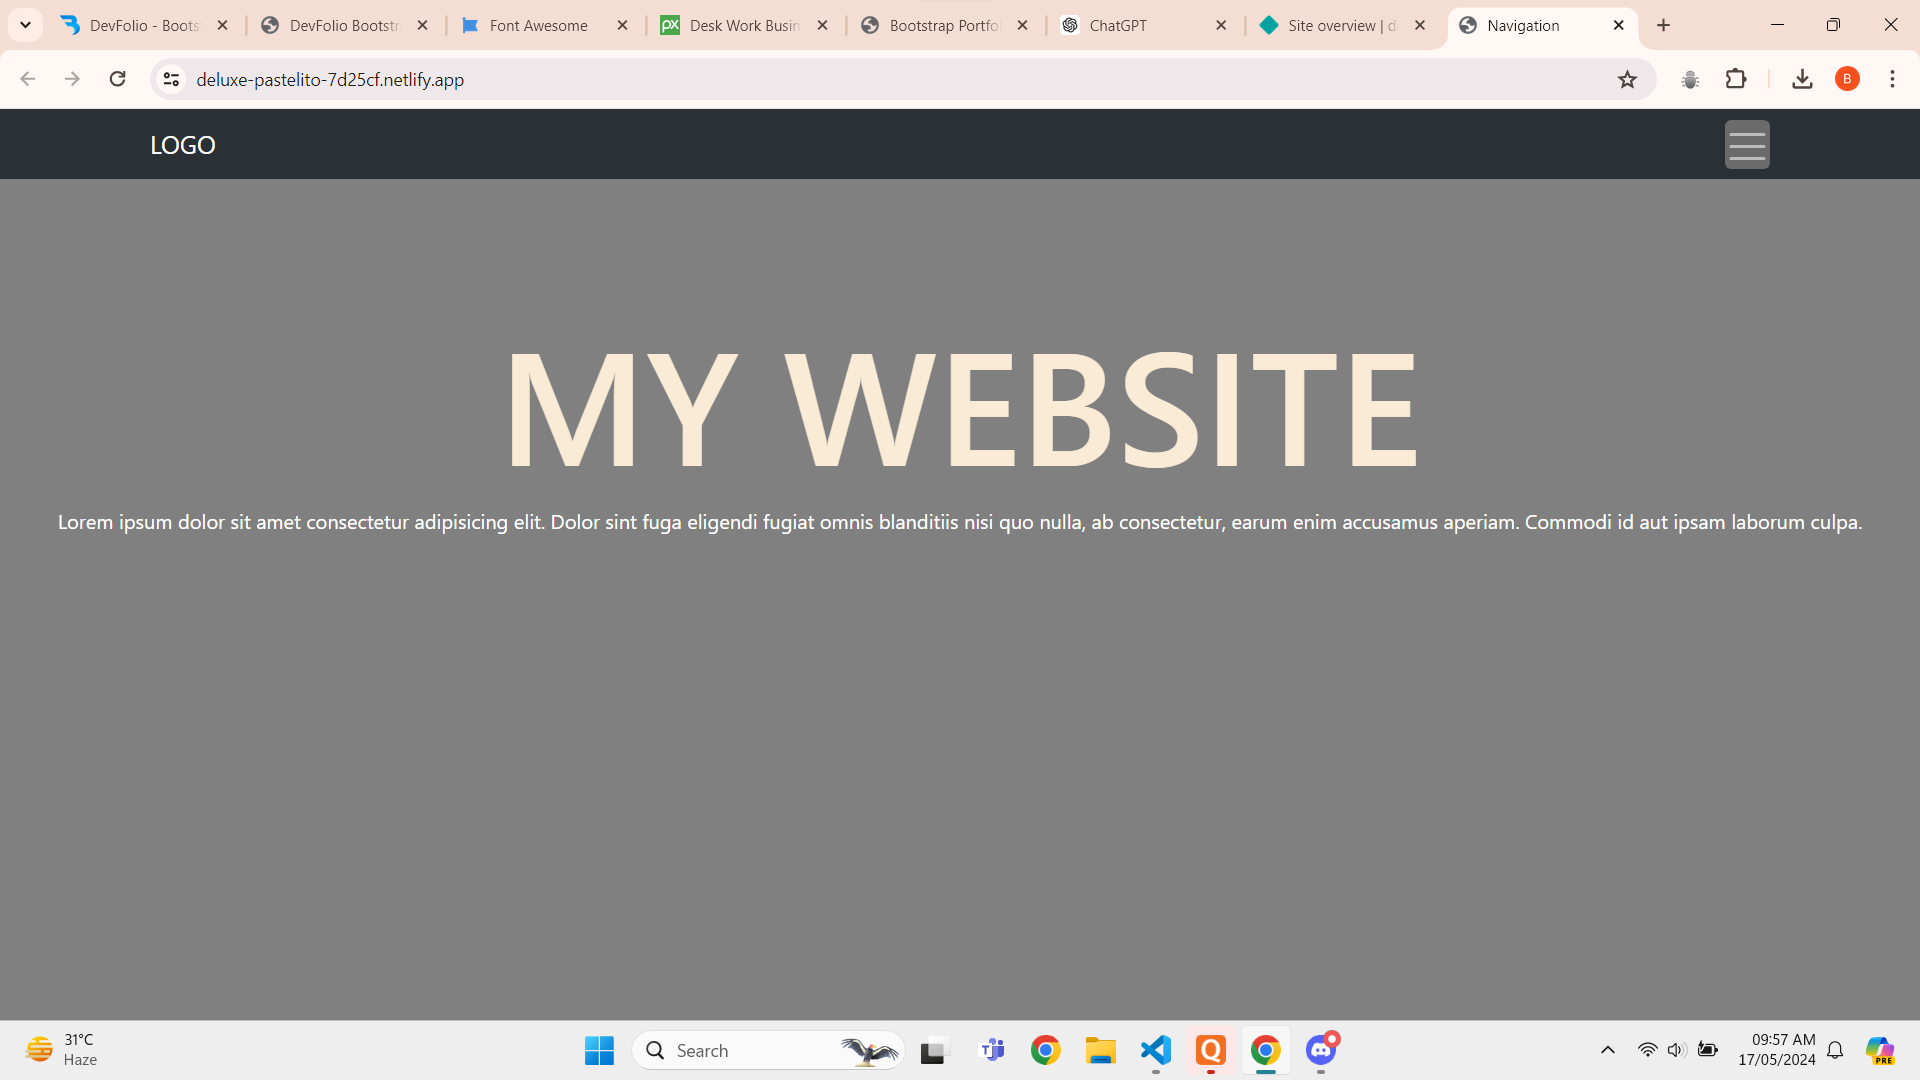 DevFolio - Boots
DevFolio Bootstr
Font Awesome
px
Desk Work Busin
Bootstrap Portfo
ChatGPT
Site overview | d
Navigation
deluxe-pastelito-7d25cf.netlify.app
B
LOGO
MY WEBSITE
Lorem ipsum dolor sit amet consectetur adipisicing elit. Dolor sint fuga eligendi fugiat omnis blanditiis nisi quo nulla, ab consectetur, earum enim accusamus aperiam. Commodi id aut ipsam laborum culpa.
31°C
Haze
Search
09:57 AM
17/05/2024
PRE